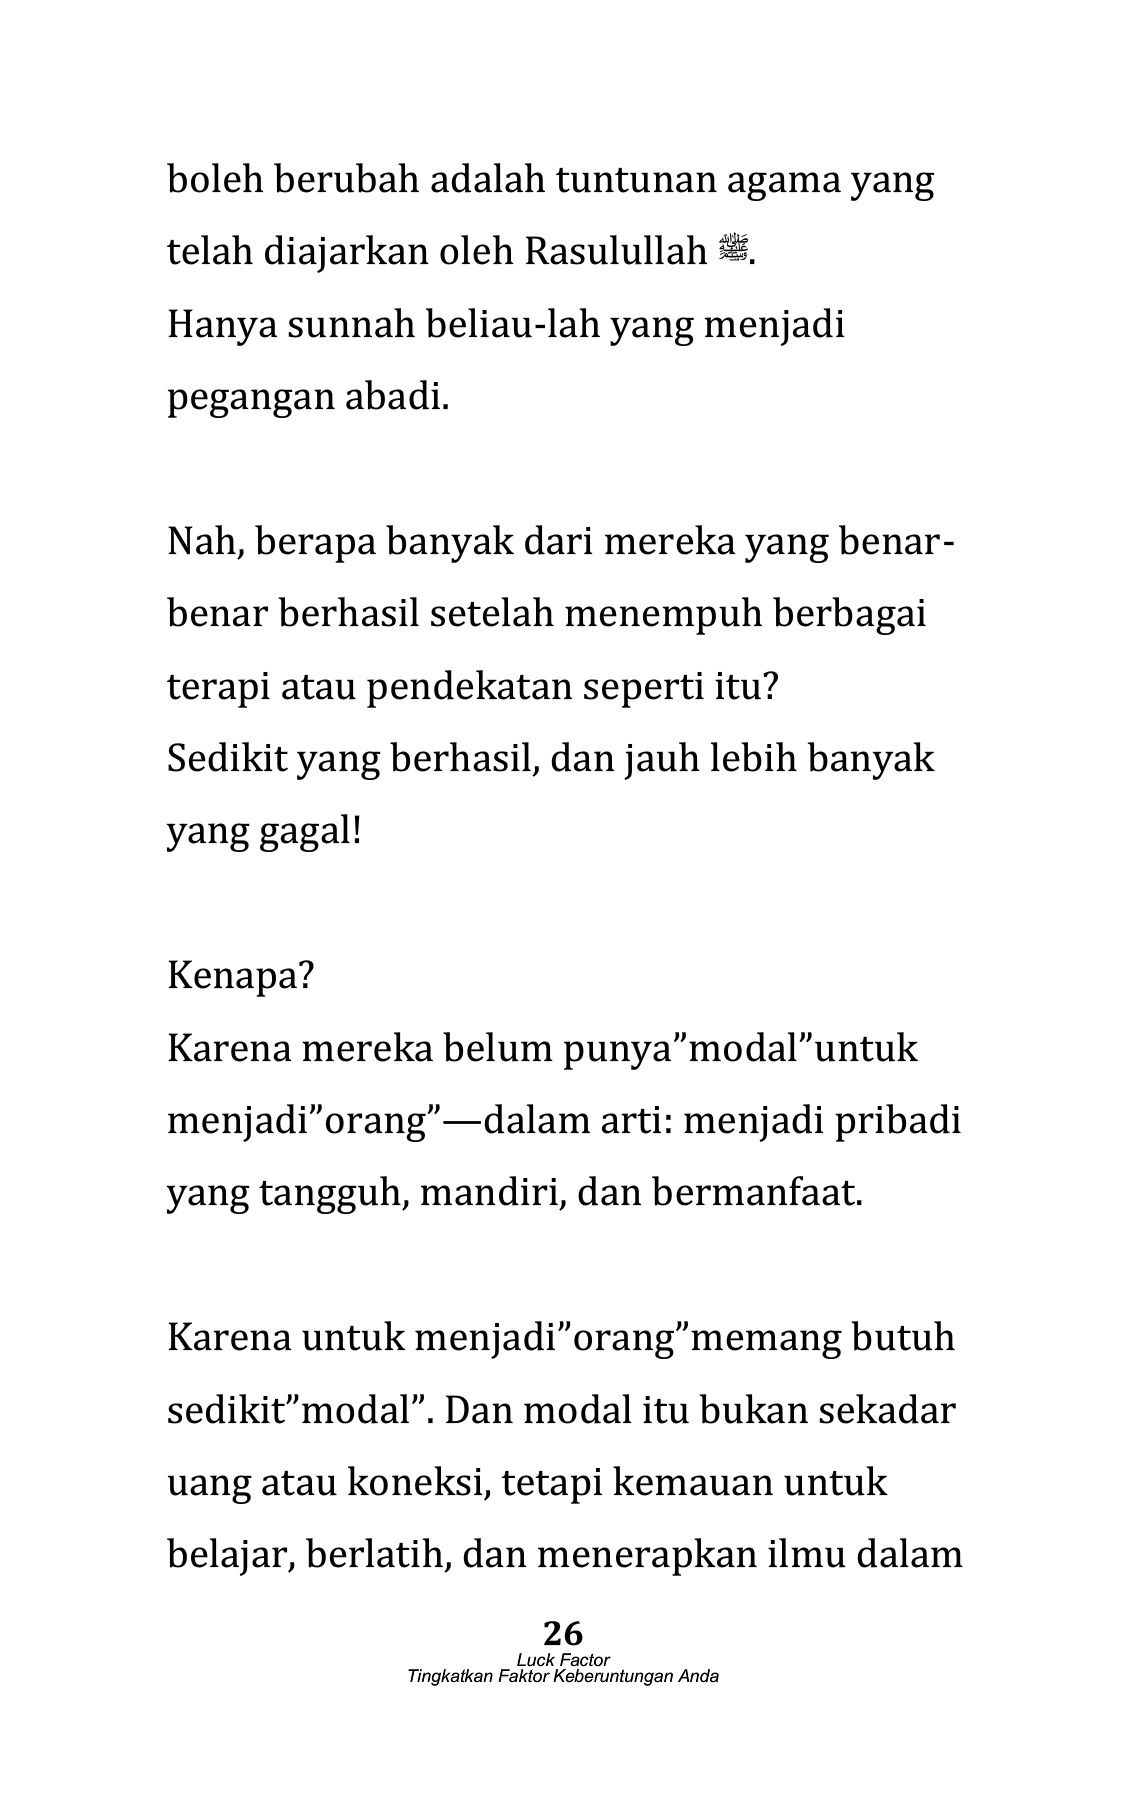 boleh berubah adalah tuntunan agama yang
telah diajarkan oleh Rasulullah ﷺ.
Hanya sunnah beliau-lah yang menjadi
pegangan abadi.
Nah, berapa banyak dari mereka yang benar-
benar berhasil setelah menempuh berbagai
terapi atau pendekatan seperti itu?
Sedikit yang berhasil, dan jauh lebih banyak
yang gagal!
Kenapa?
Karena mereka belum punya”modal”untuk
menjadi”orang”—dalam arti: menjadi pribadi
yang tangguh, mandiri, dan bermanfaat.
Karena untuk menjadi”orang”memang butuh
sedikit”modal”. Dan modal itu bukan sekadar
uang atau koneksi, tetapi kemauan untuk
belajar, berlatih, dan menerapkan ilmu dalam
26
Luck Factor
Tingkatkan Faktor Keberuntungan Anda